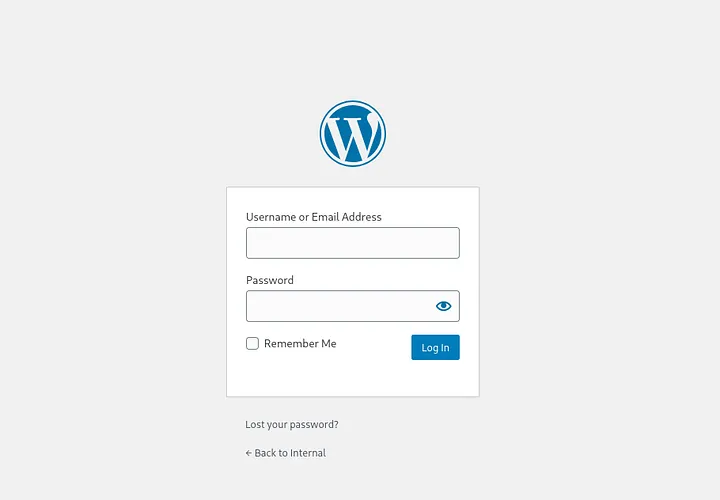 Username or Email Address
Password
Remember Me
Log In
Lost your password?
← Back to Internal